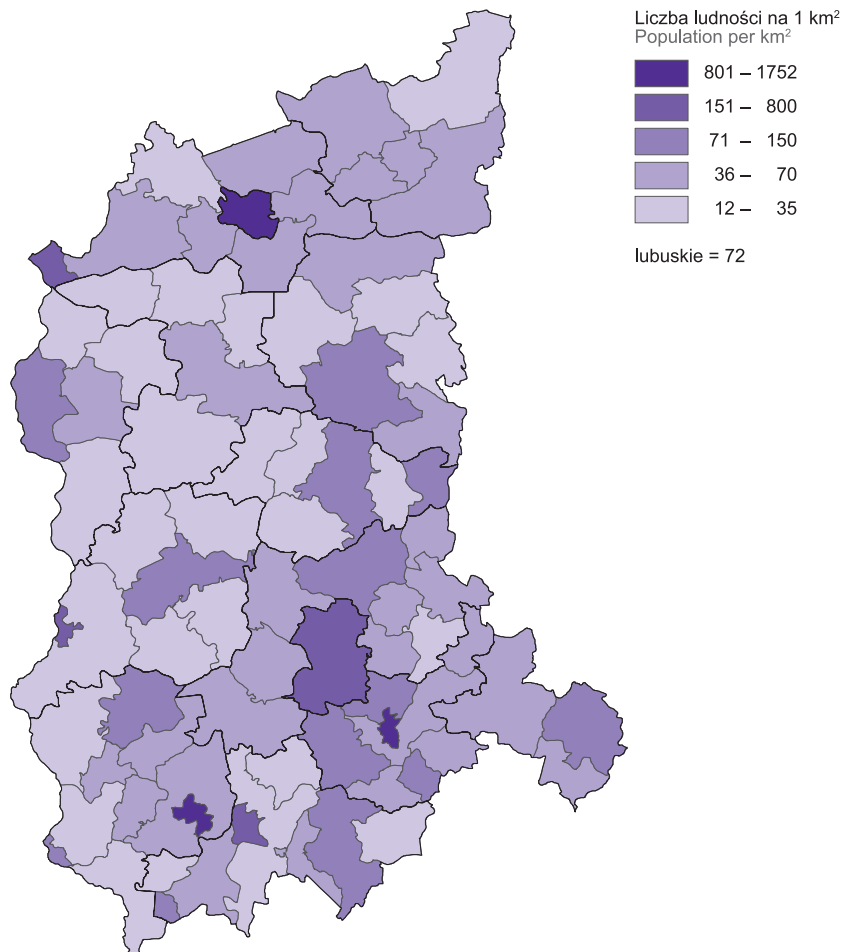 Liczba ludności na 1 km²
Population per km²
801 – 1752
151 – 800
71 – 150
36 – 70
12 – 35
lubuskie = 72